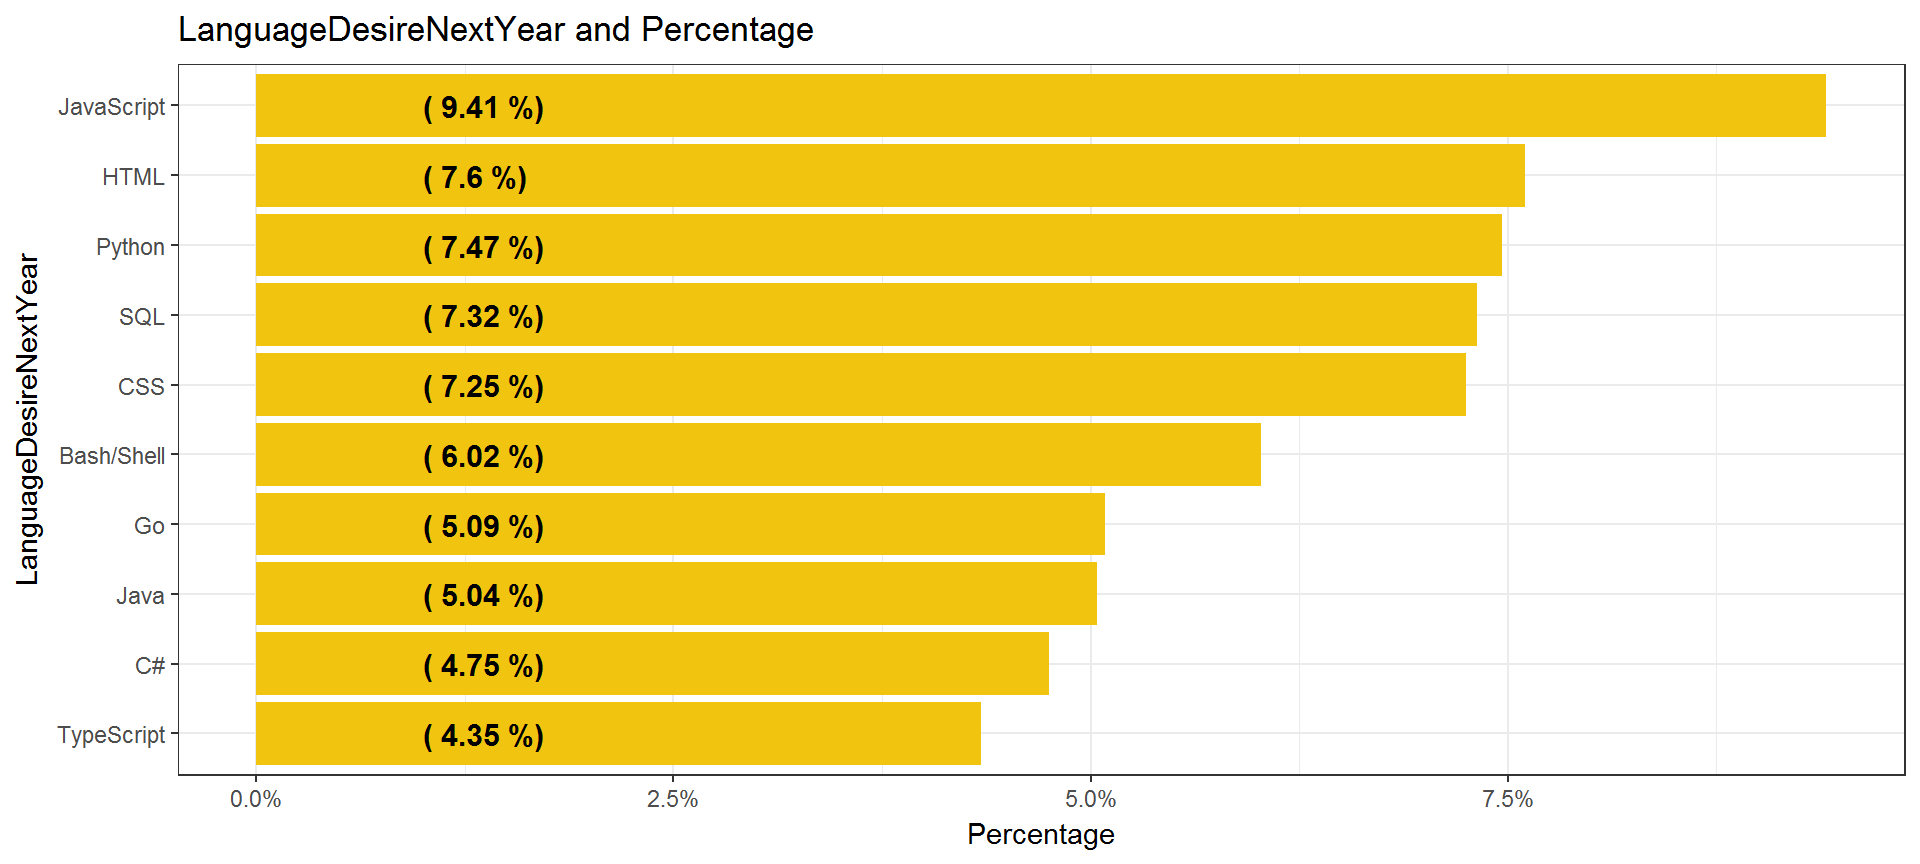 LanguageDesireNextYear and Percentage
LanguageDesireNextYear
JavaScript ( 9.41 %)
HTML ( 7.6 %)
Python ( 7.47 %)
SQL ( 7.32 %)
CSS ( 7.25 %)
Bash/Shell ( 6.02 %)
Go ( 5.09 %)
Java ( 5.04 %)
C# ( 4.75 %)
TypeScript ( 4.35 %)
0.0% 2.5% 5.0% 7.5%
Percentage